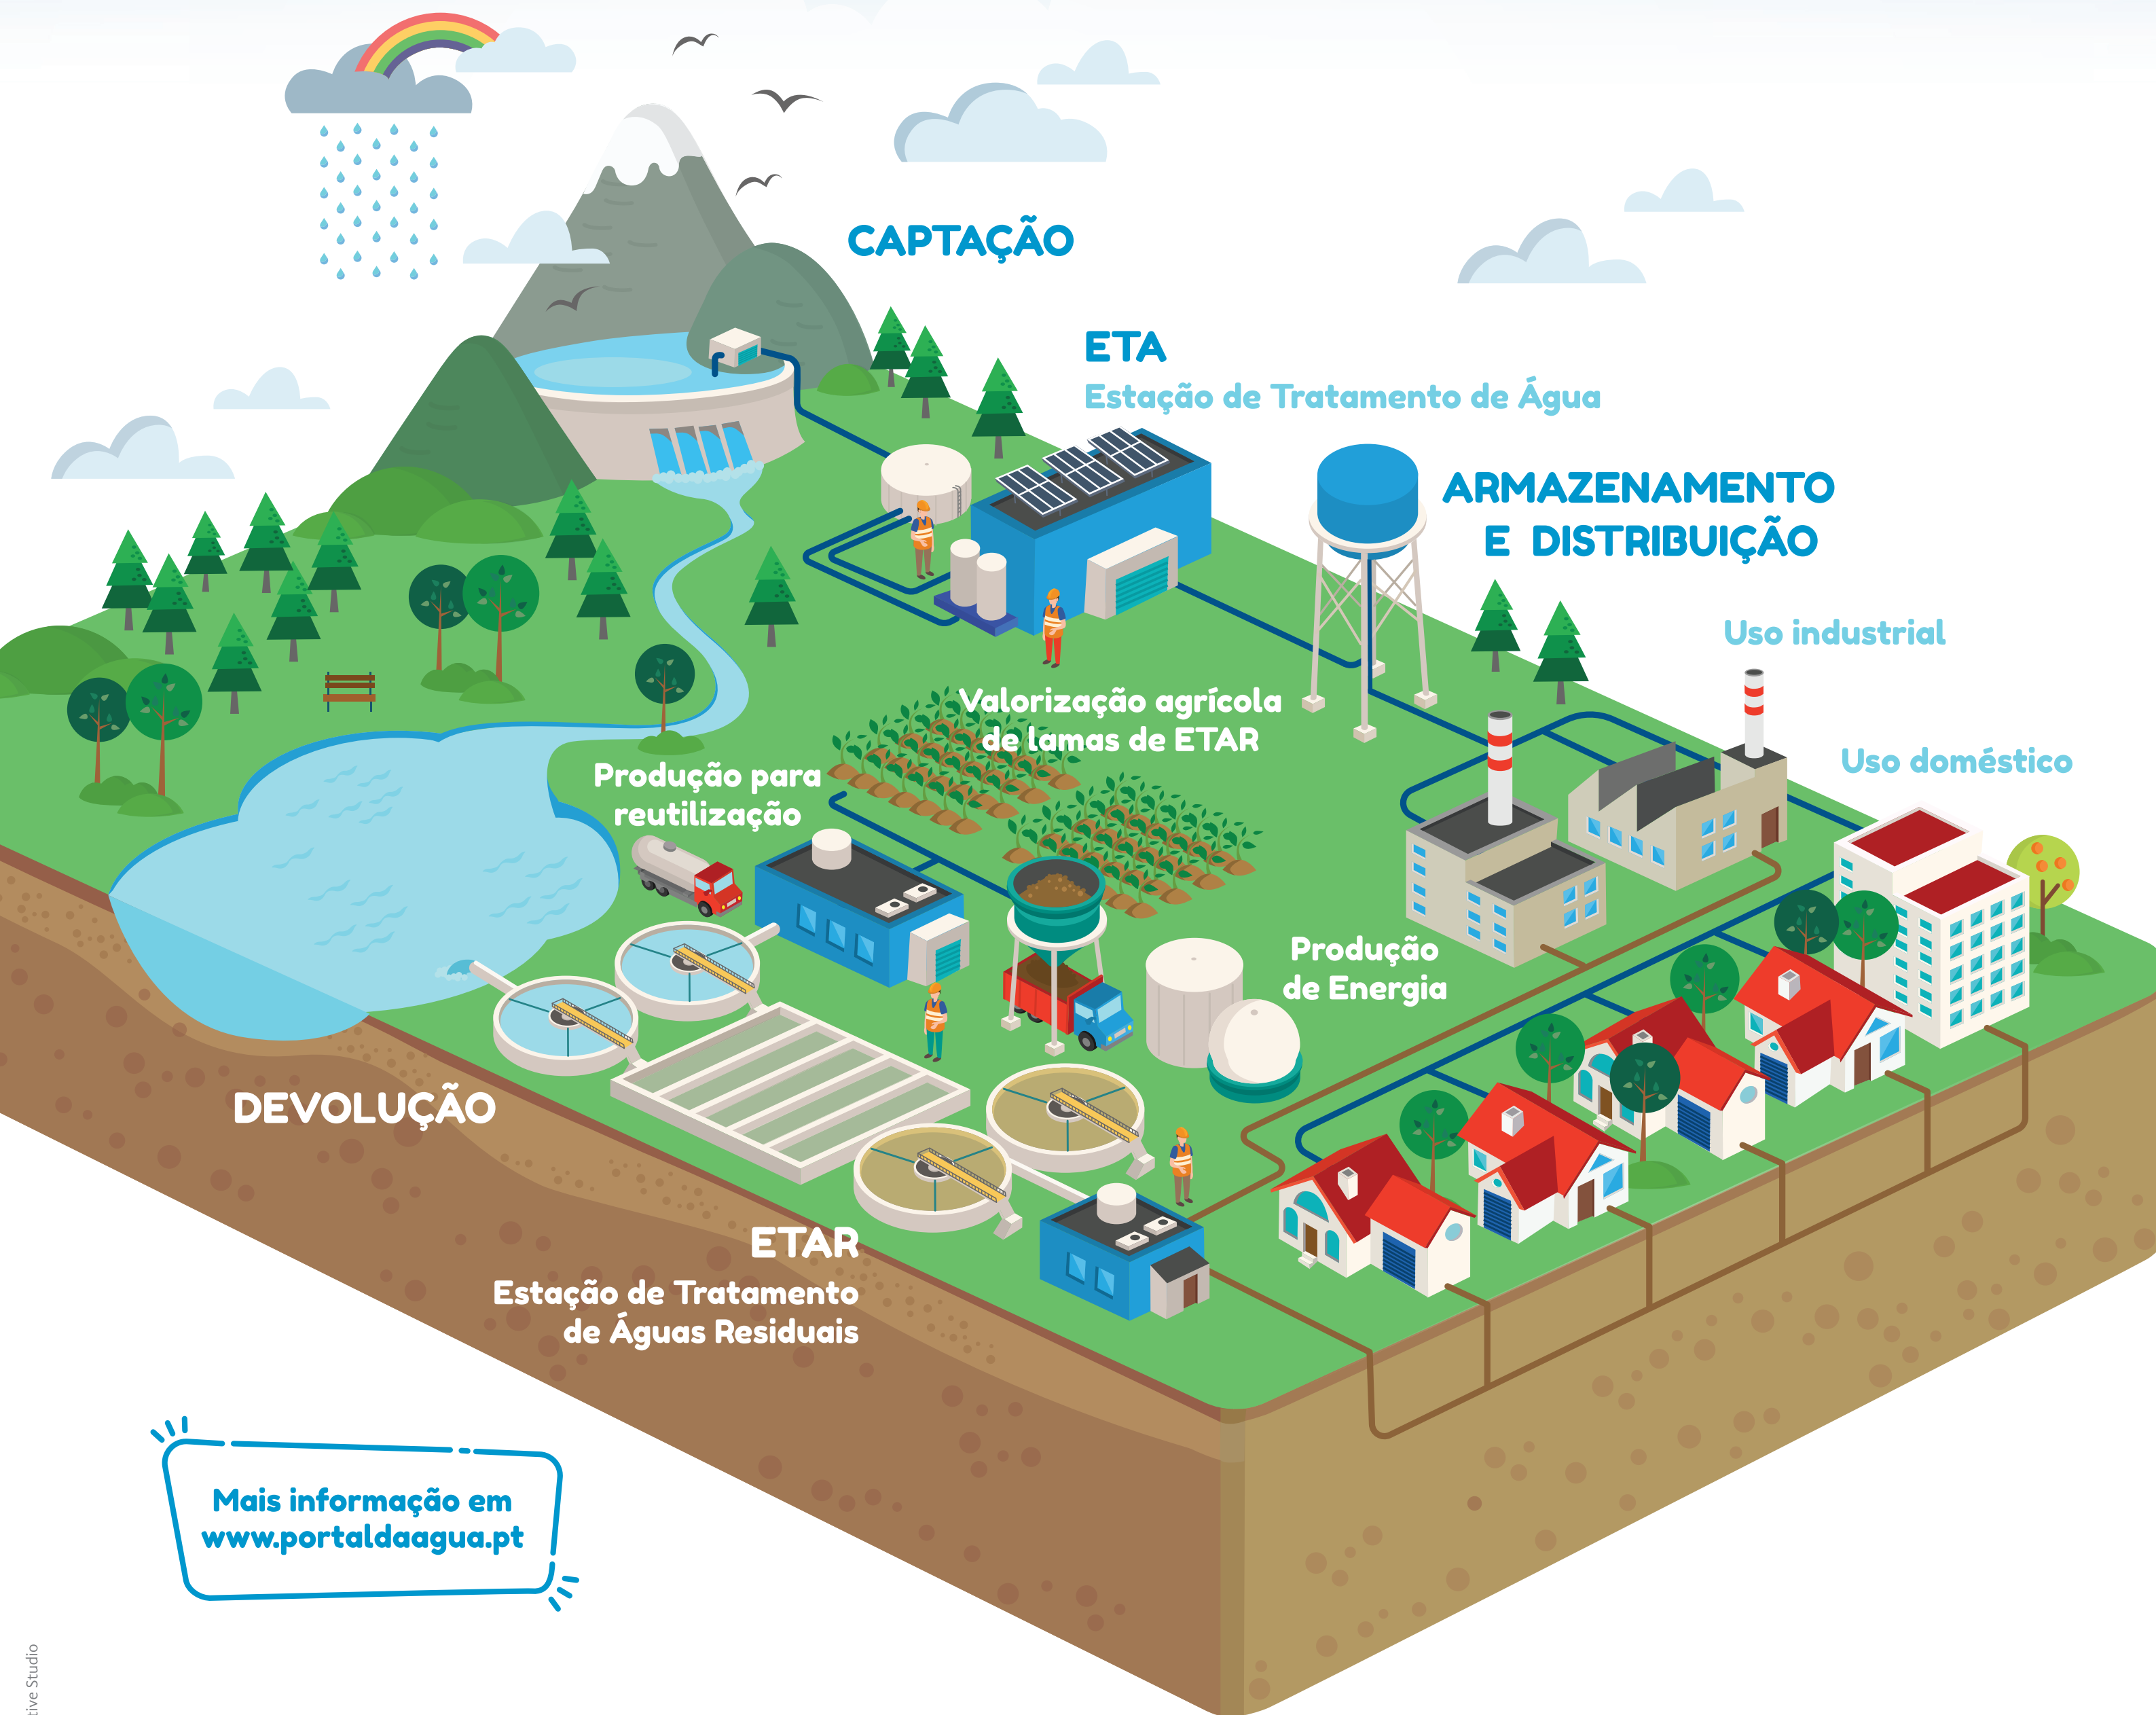 CAPTAÇÃO
ETA
Estação de Tratamento de Água
ARMAZENAMENTO
E DISTRIBUIÇÃO
Uso industrial
Uso doméstico
Valorização agrícola
de lamas de ETAR
Produção para
reutilização
Produção
de Energia
DEVOLUÇÃO
ETAR
Estação de Tratamento
de Águas Residuais
Mais informação em
www.portaldaagua.pt
tive Studio